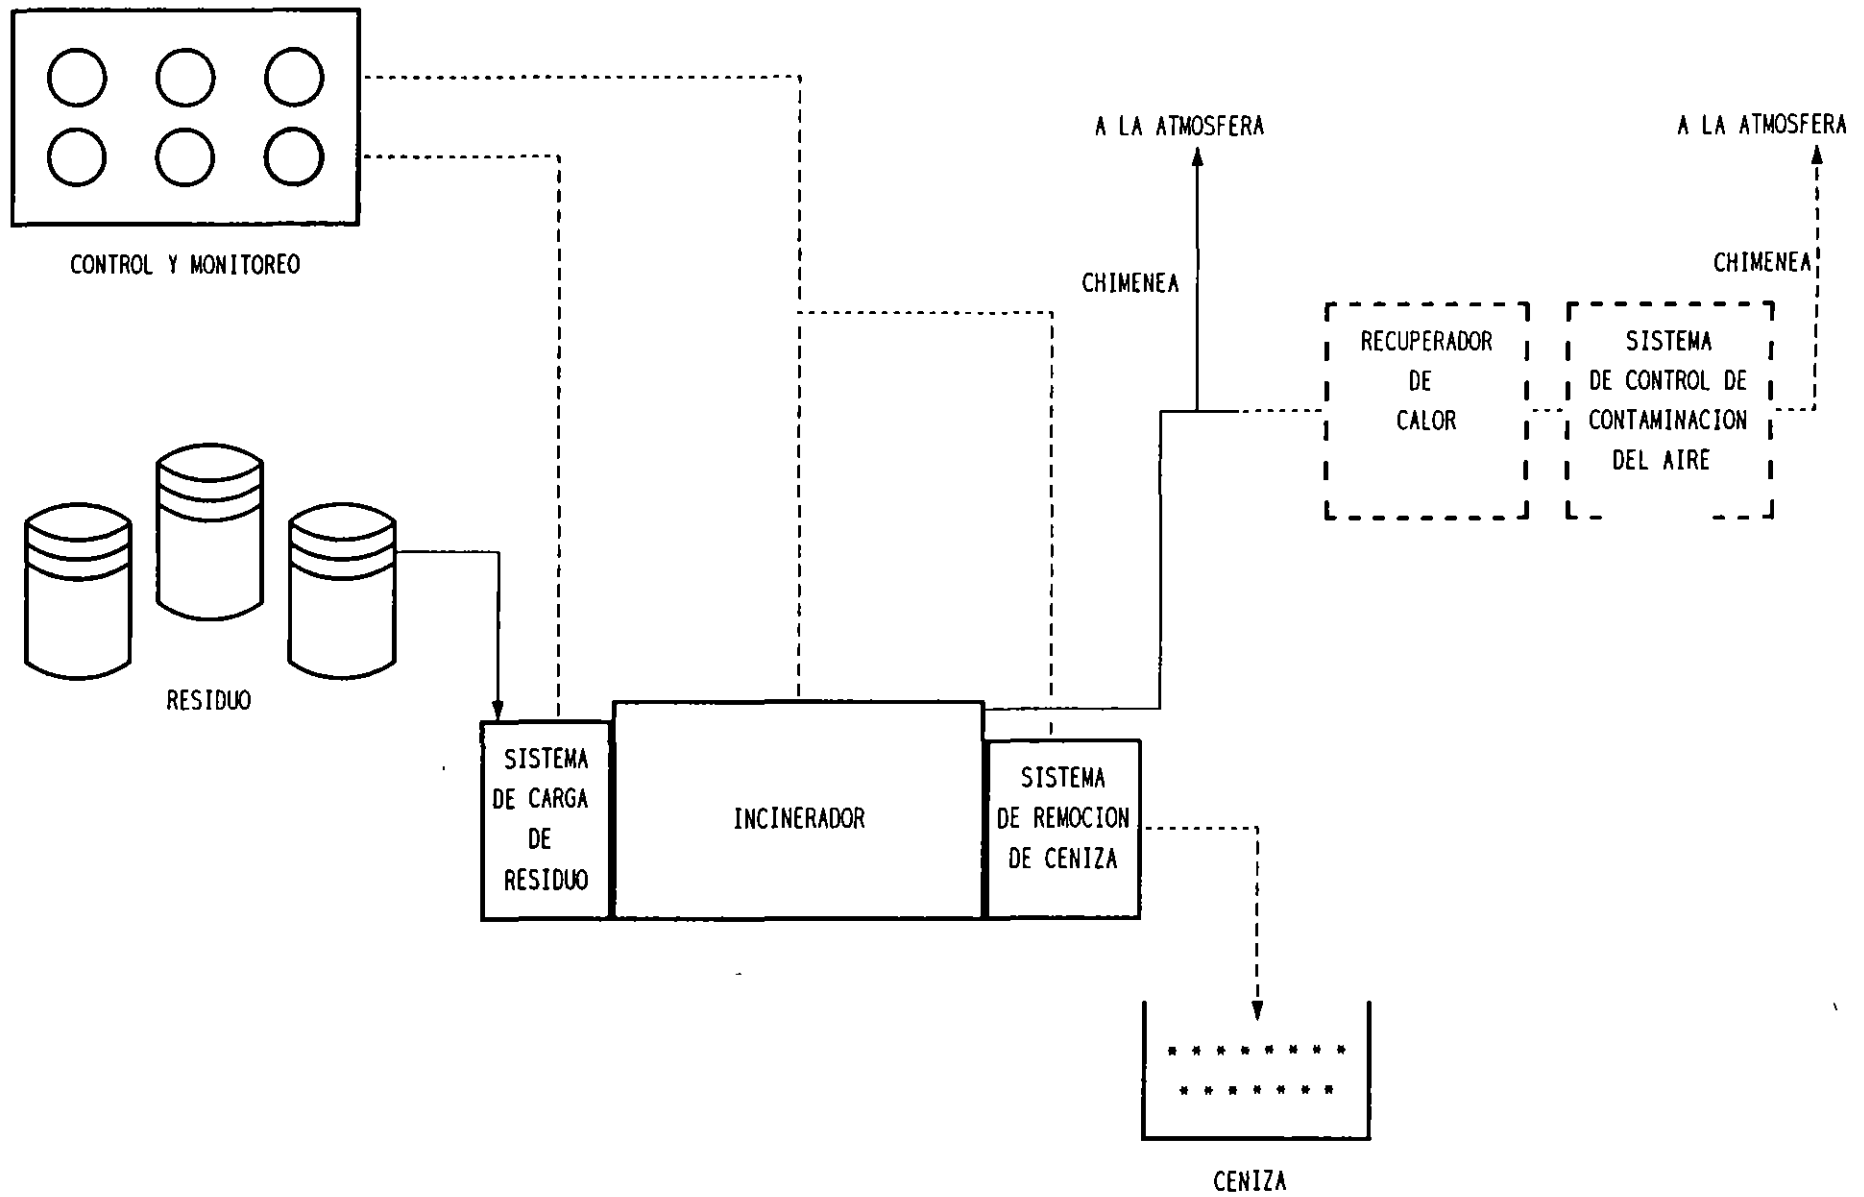 A LA ATMOSFERA
A LA ATMOSFERA
CONTROL Y MONITOREO
CHIMENEA
CHIMENEA
RECUPERADOR
DE
CALOR
SISTEMA
DE CONTROL DE
CONTAMINACION
DEL AIRE
RESIDUO
SISTEMA
DE CARGA
DE
RESIDUO
INCINERADOR
SISTEMA
DE REMOCION
DE CENIZA
CENIZA